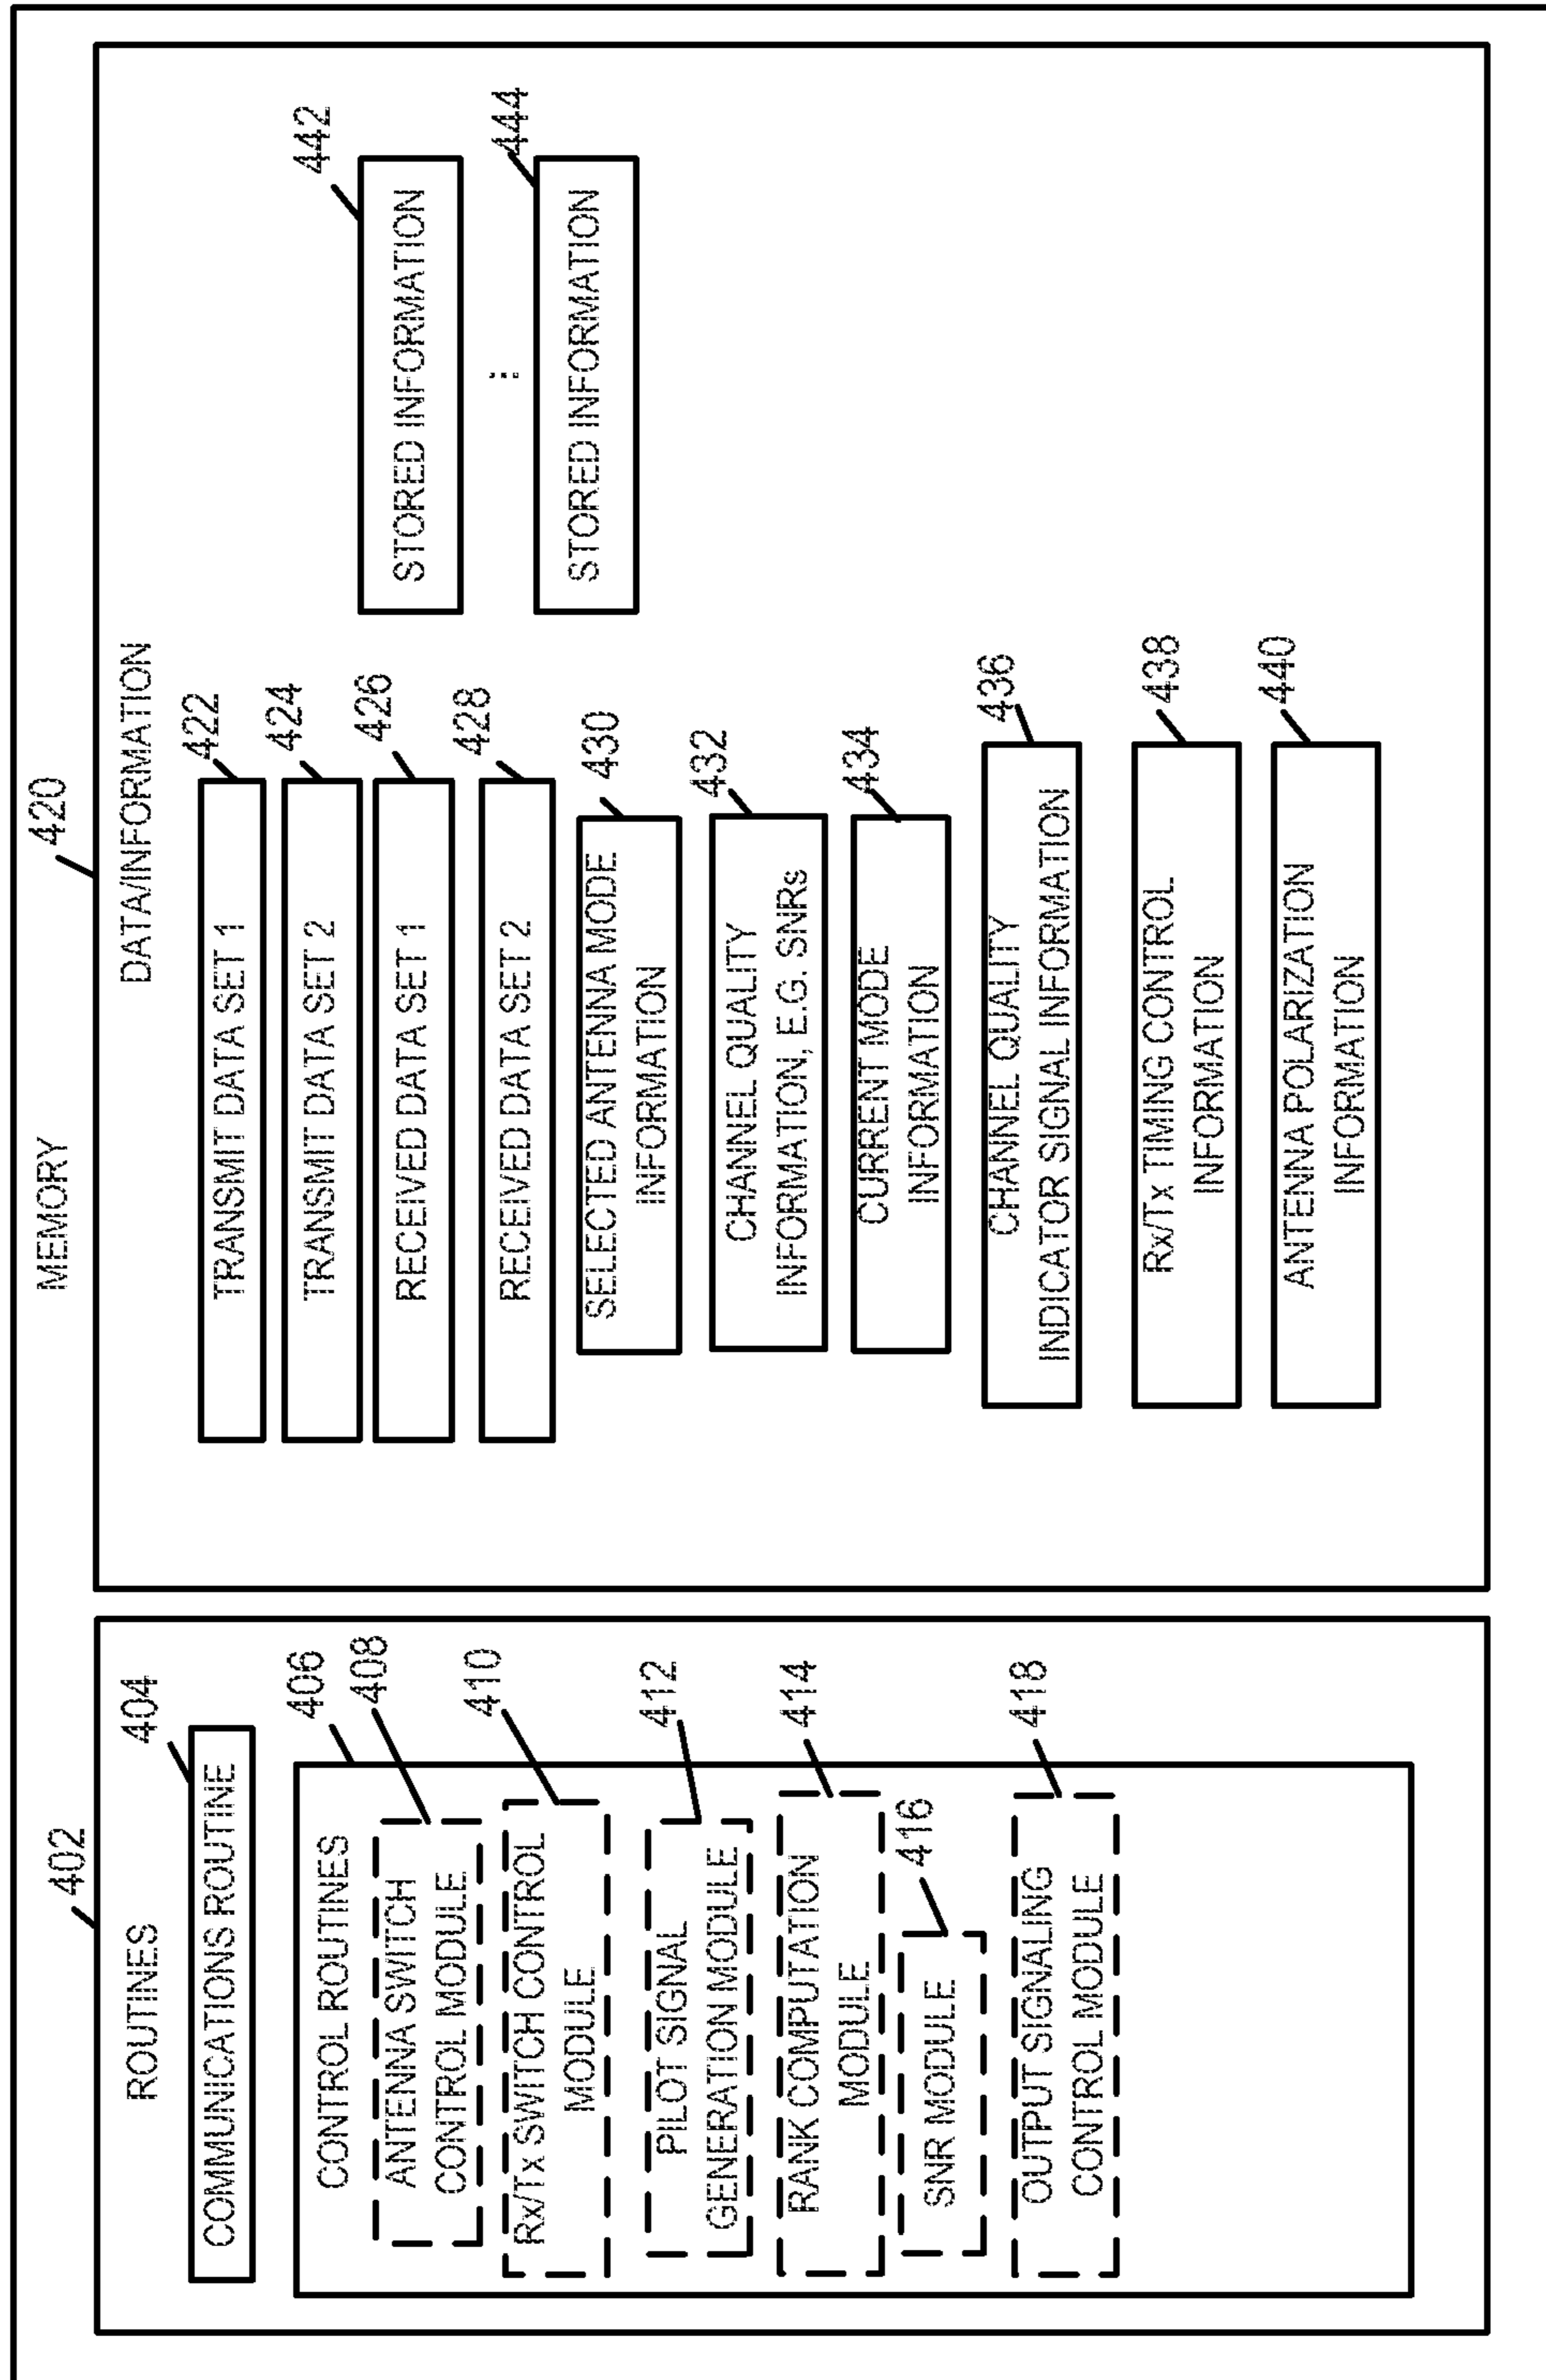 MEMORY
402
ROUTINES
404
COMMUNICATIONS ROUTINE
406
CONTROL ROUTINES
408
ANTENNA SWITCH
CONTROL MODULE
410
Rx/Tx SWITCH CONTROL
MODULE
412
PILOT SIGNAL
GENERATION MODULE
414
RANK COMPUTATION
MODULE
416
SNR MODULE
418
OUTPUT SIGNALING
CONTROL MODULE
420
DATA/INFORMATION
422
TRANSMIT DATA SET 1
424
TRANSMIT DATA SET 2
426
RECEIVED DATA SET 1
428
RECEIVED DATA SET 2
430
SELECTED ANTENNA MODE
INFORMATION
432
CHANNEL QUALITY
INFORMATION, E.G. SNRs
434
CURRENT MODE
INFORMATION
436
CHANNEL QUALITY
INDICATOR SIGNAL INFORMATION
438
Rx/Tx TIMING CONTROL
INFORMATION
440
ANTENNA POLARIZATION
INFORMATION
442
STORED INFORMATION
...
444
STORED INFORMATION